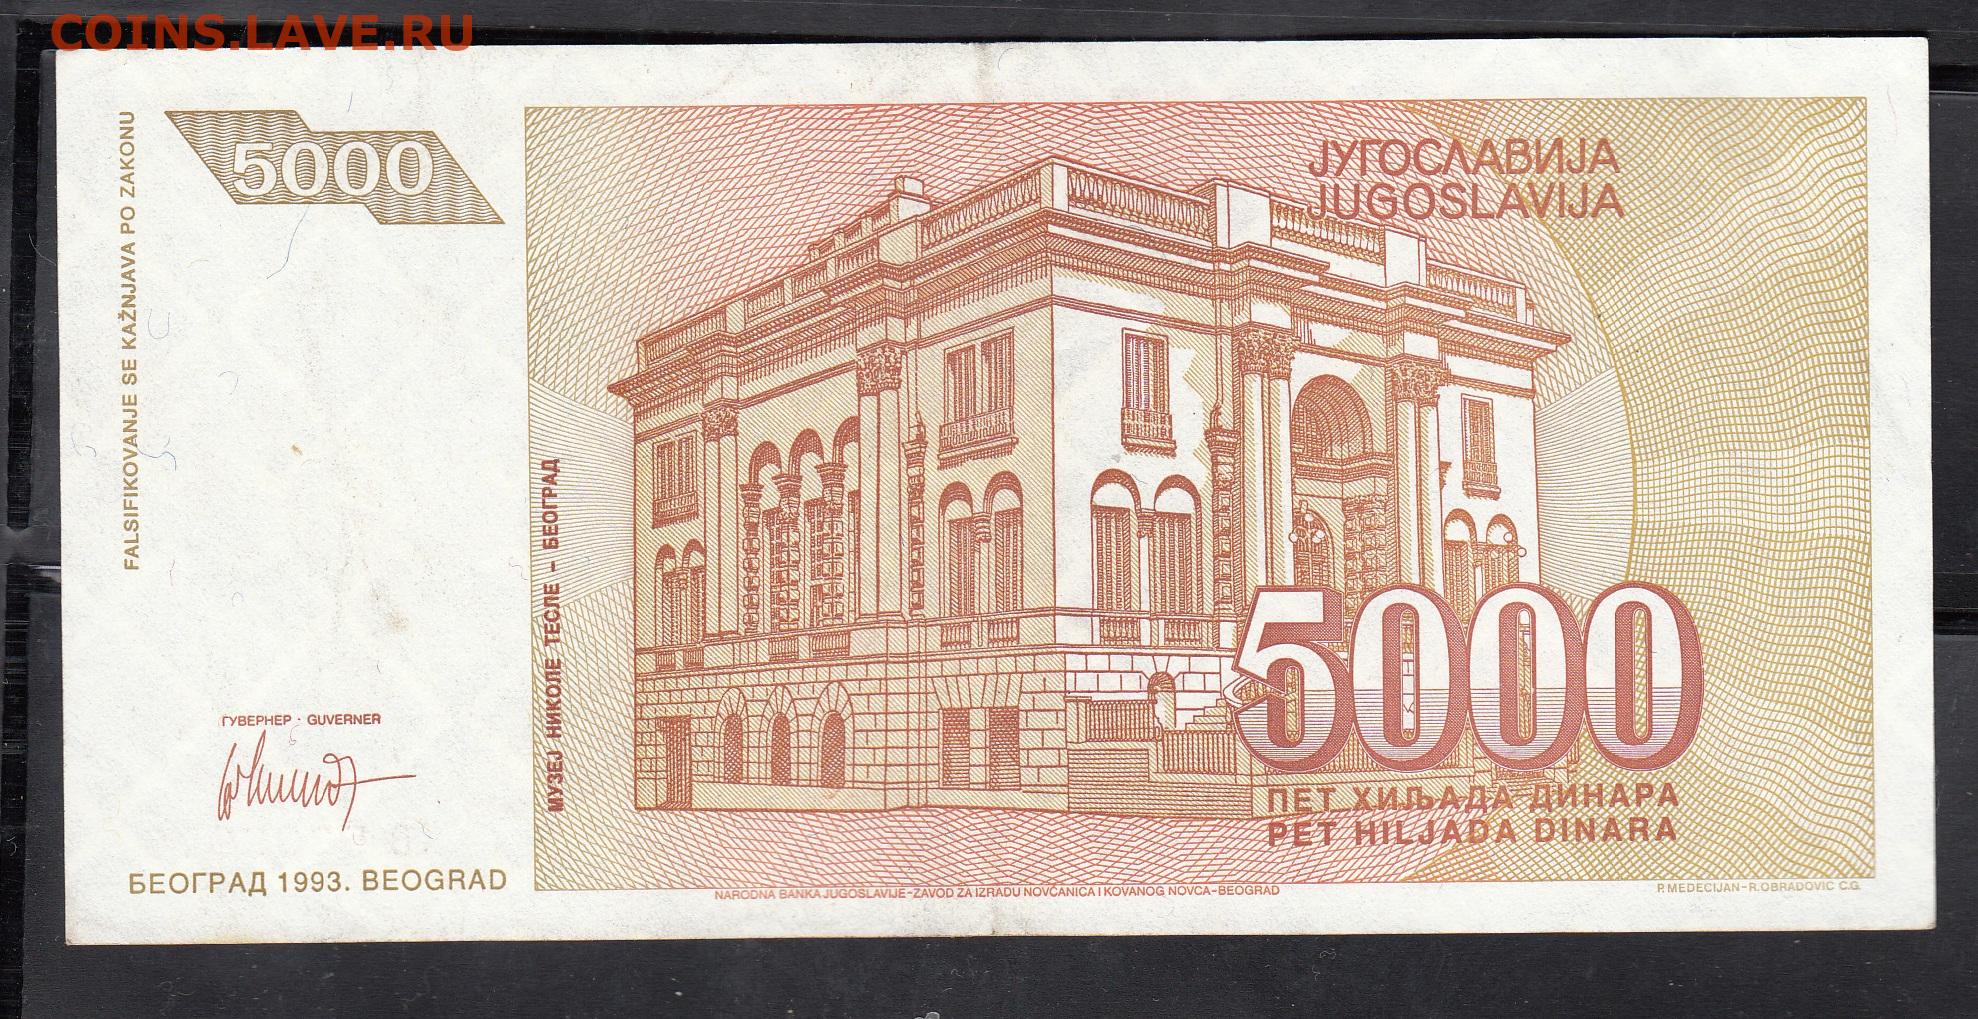 COINS.LAVE.RU
FALSIFIKOVANJE SE KAŽNJAVA PO ZAKONU
5000
ЈУГОСЛАВИЈА
JUGOSLAVIJA
МУЗЕЈ НИКОЛЕ ТЕСЛЕ – БЕОГРАД
5000
ПЕТ ХИЉАДА ДИНАРА
PET HILJADA DINARA
ГУВЕРНЕР · GUVERNER
БЕОГРАД 1993. BEOGRAD
NARODNA BANKA JUGOSLAVIJE-ZAVOD ZA IZRADU NOVČANICA I KOVANOG NOVCA-BEOGRAD
P. MEDECIJAN-R. OBRADOVIC C.G.